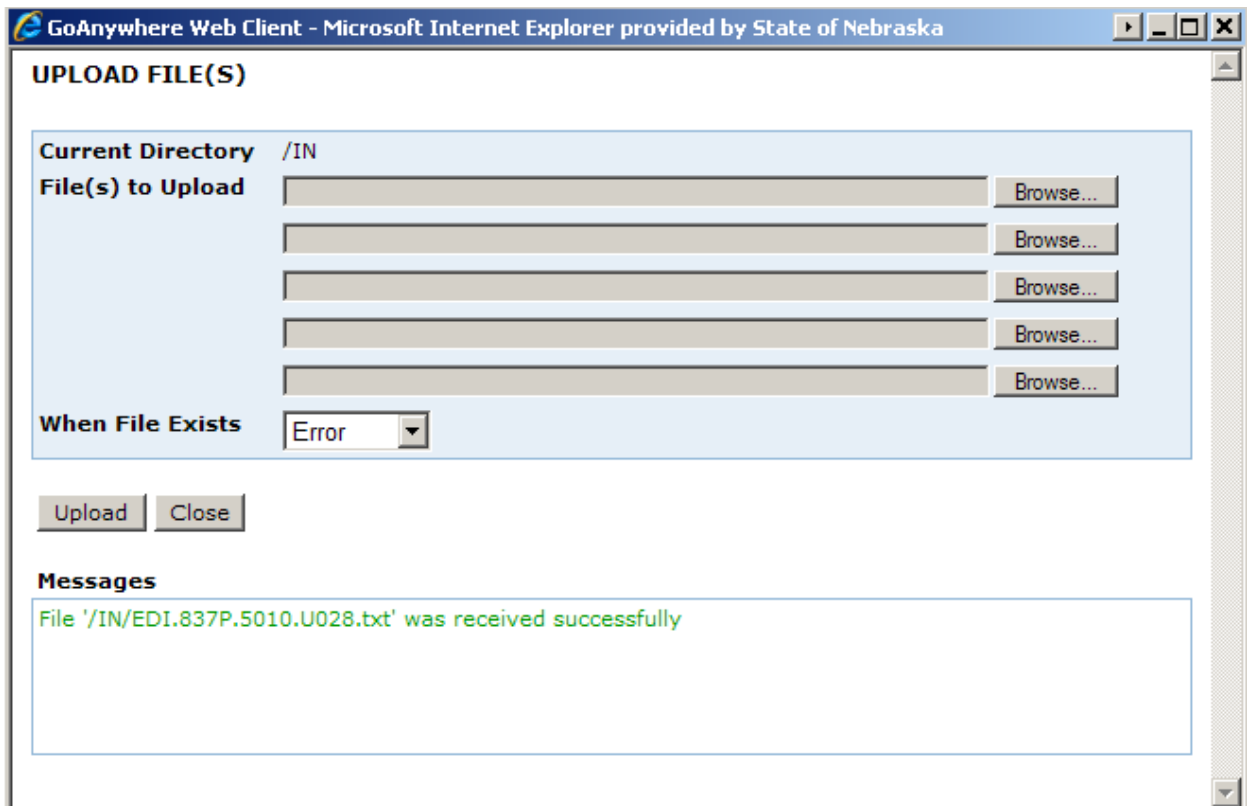 GoAnywhere Web Client - Microsoft Internet Explorer provided by State of Nebraska
UPLOAD FILE(S)
Current Directory /IN
File(s) to Upload Browse...
Browse...
Browse...
Browse...
Browse...
When File Exists Error
Upload Close
Messages
File '/IN/EDI.837P.5010.U028.txt' was received successfully